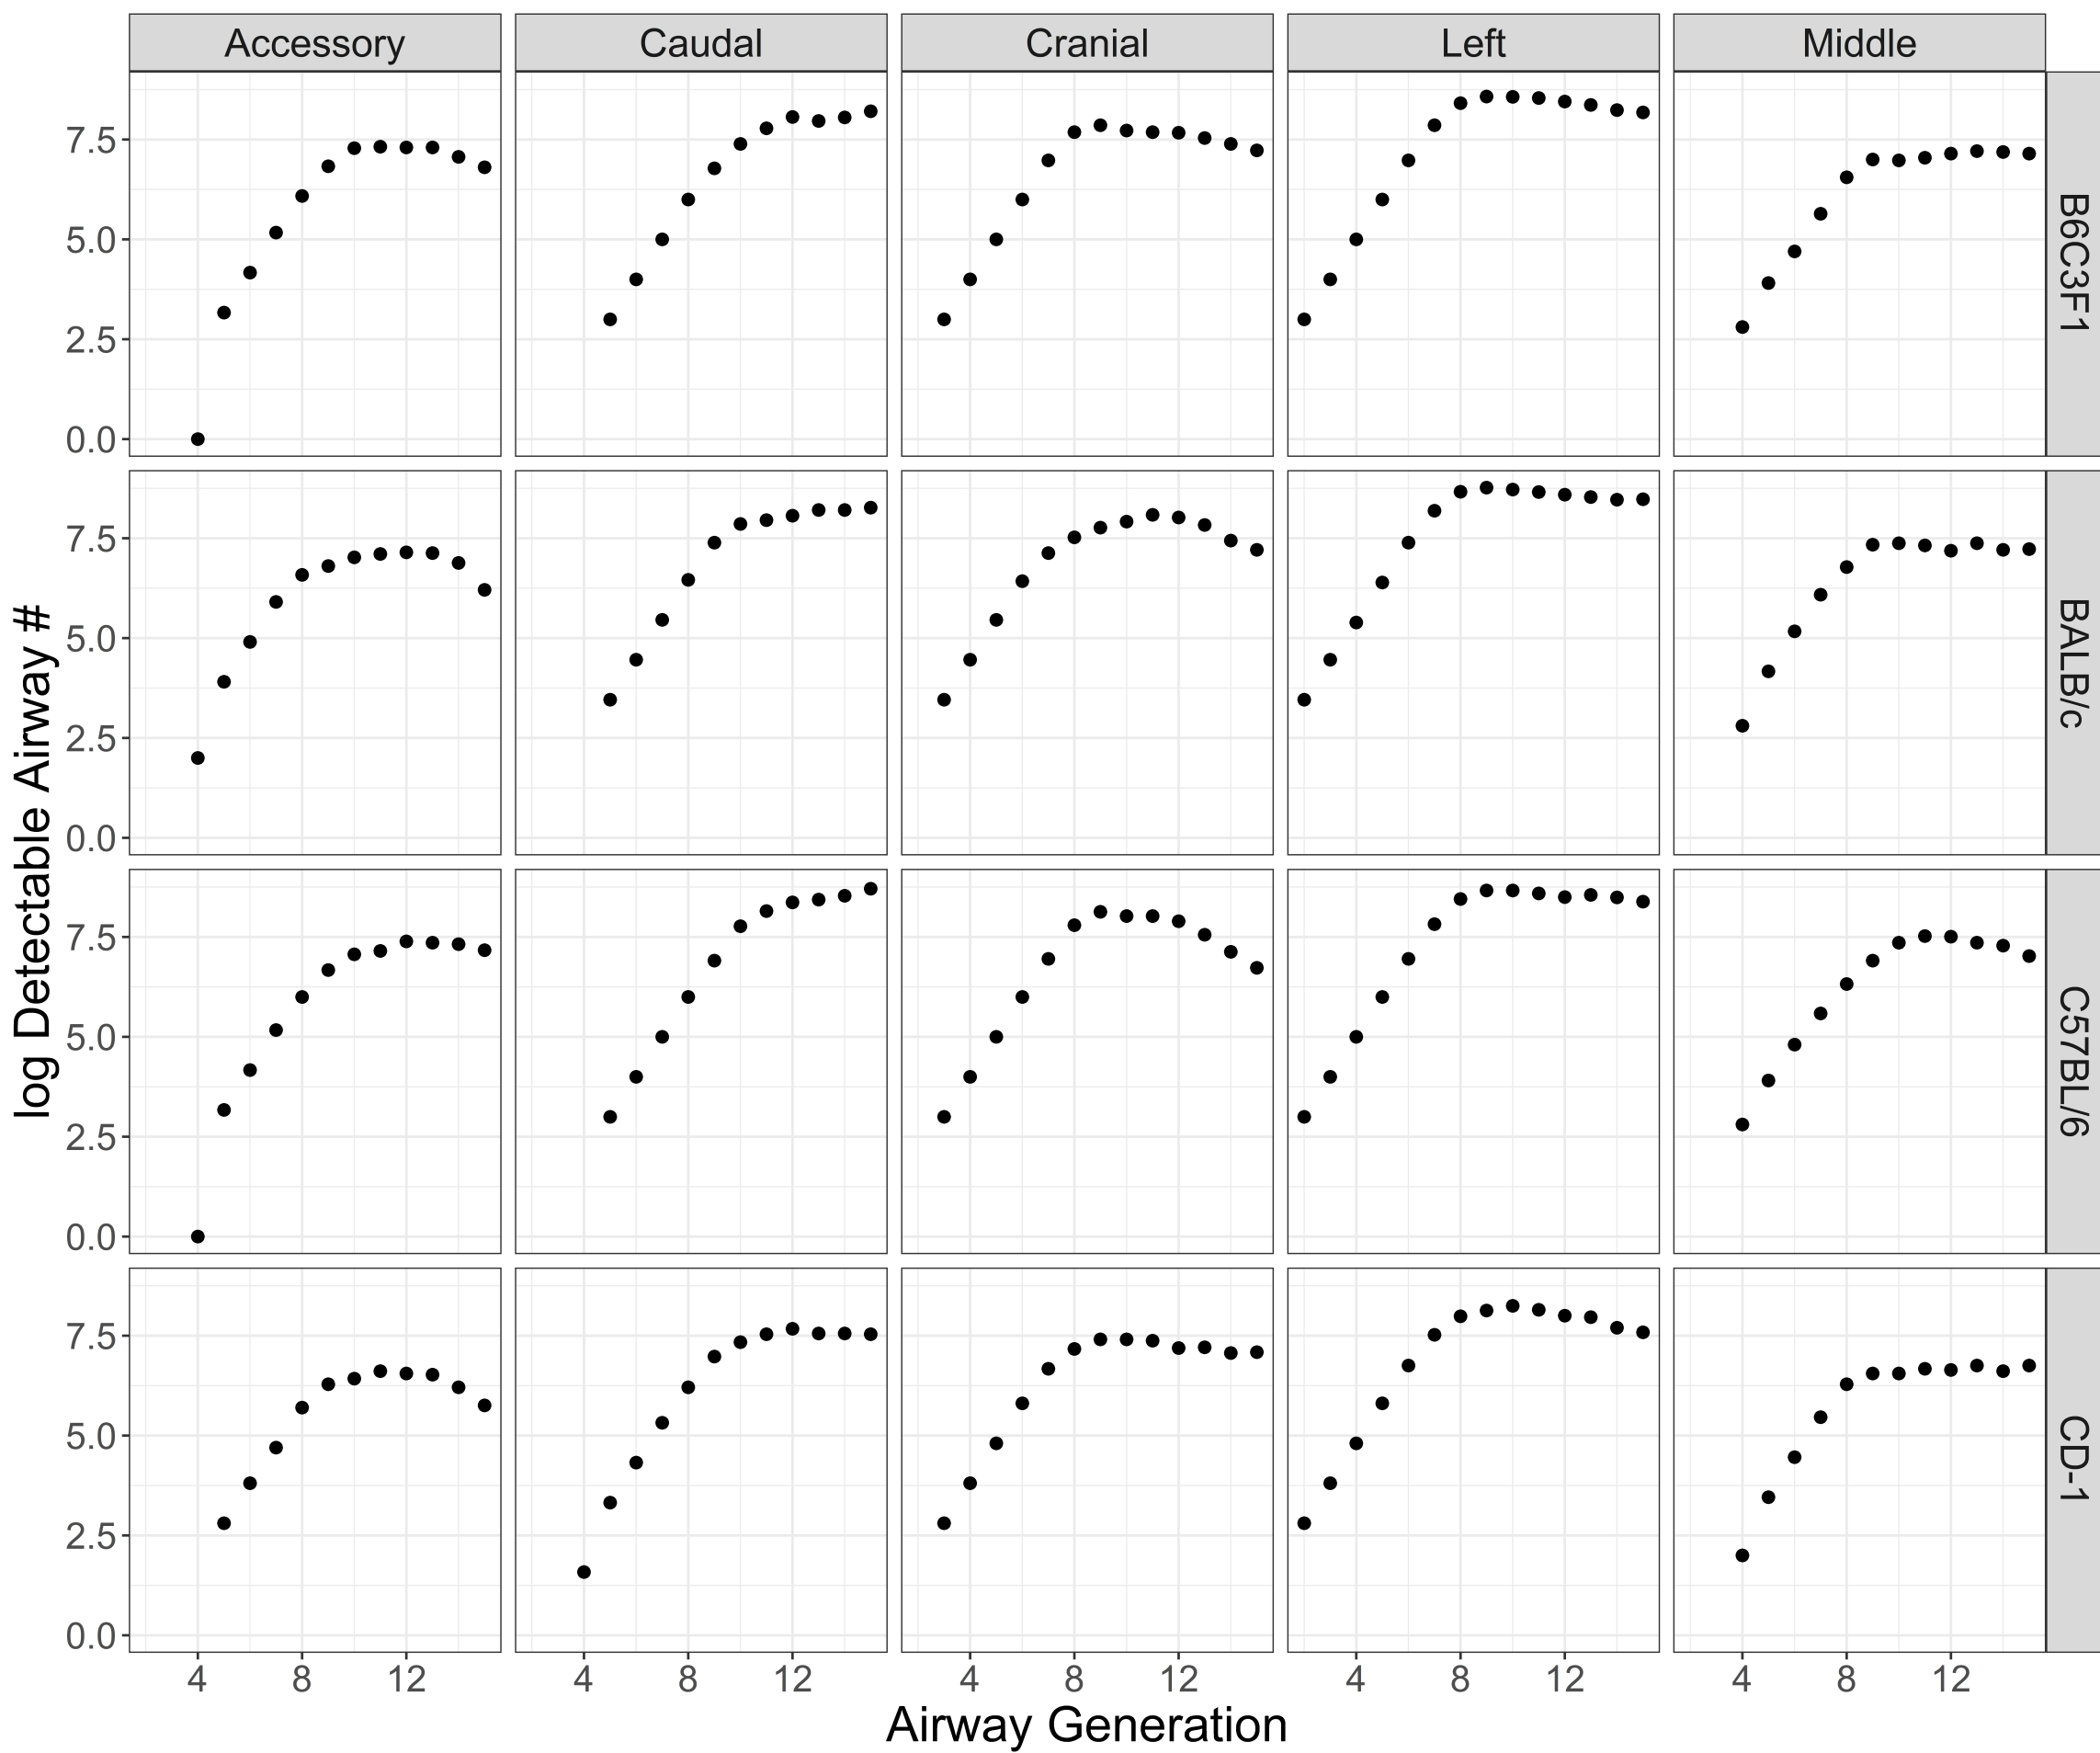 Accessory Caudal Cranial Left Middle
7.5
5.0
2.5
0.0
B6C3F1
7.5
5.0
2.5
0.0
BALB/c
7.5
5.0
2.5
0.0
C57BL/6
7.5
5.0
2.5
0.0
CD-1
log Detectable Airway #
4 8 12 4 8 12 4 8 12 4 8 12 4 8 12
Airway Generation